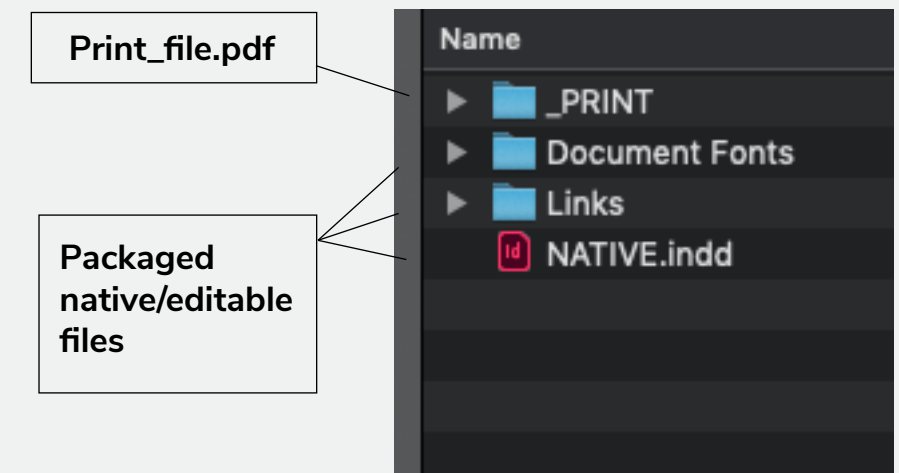 Print_file.pdf
Packaged
native/editable
files
Name
_PRINT
Document Fonts
Links
Id NATIVE.indd